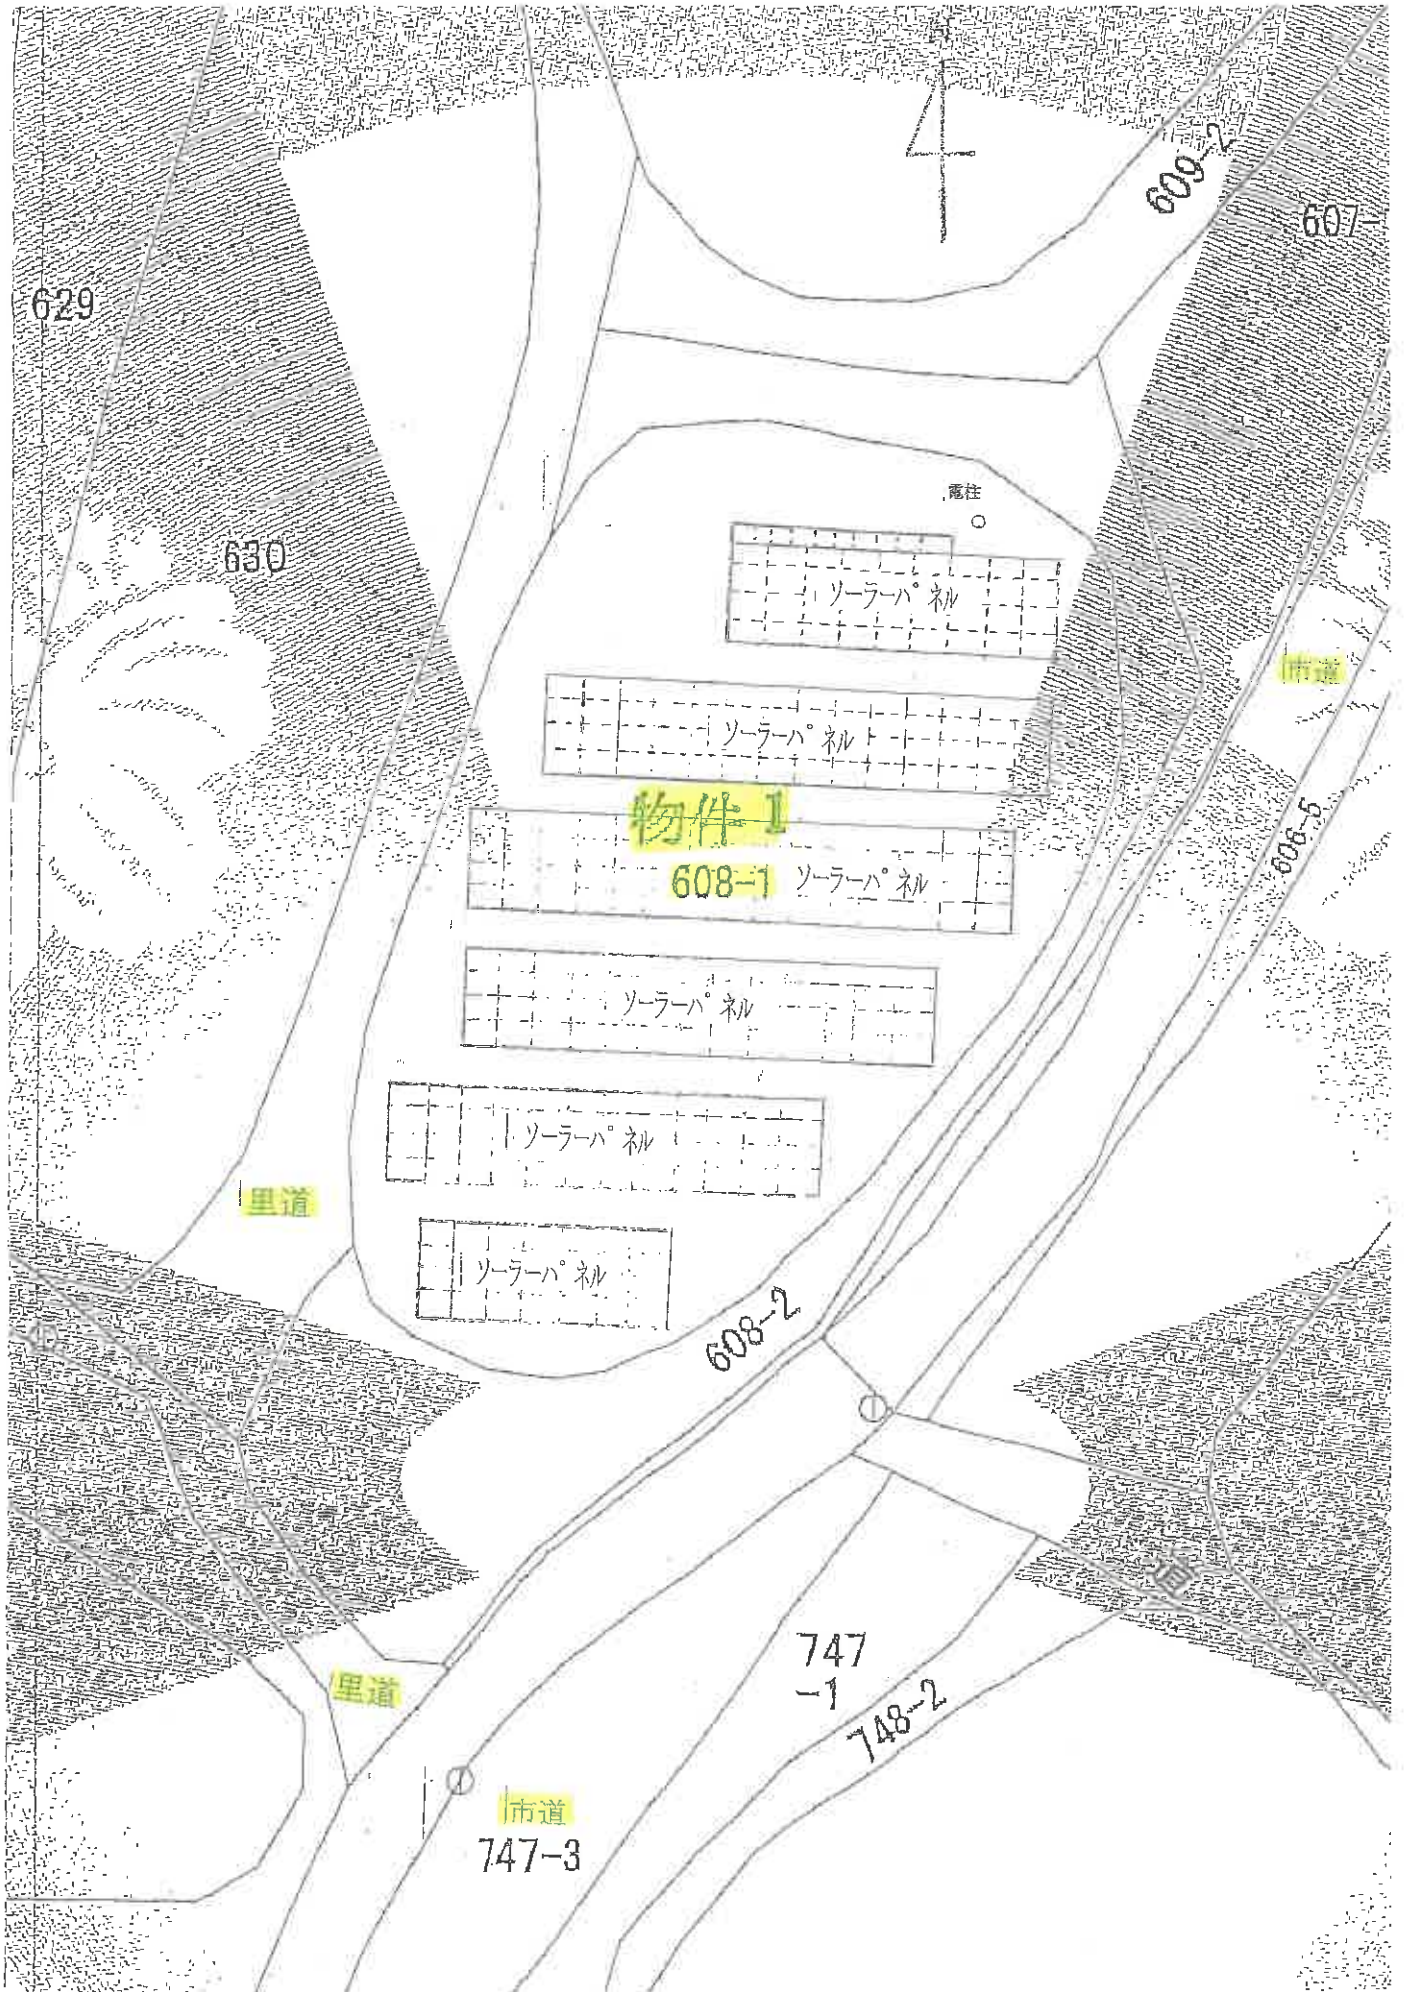 609-2
607-
629
電柱
630
ソーラーパネル
市道
ソーラーパネル
物件 1
606-5
608-1
ソーラーパネル
ソーラーパネル
ソーラーパネル
里道
ソーラーパネル
608-2
道
747
-1
里道
748-2
市道
747-3